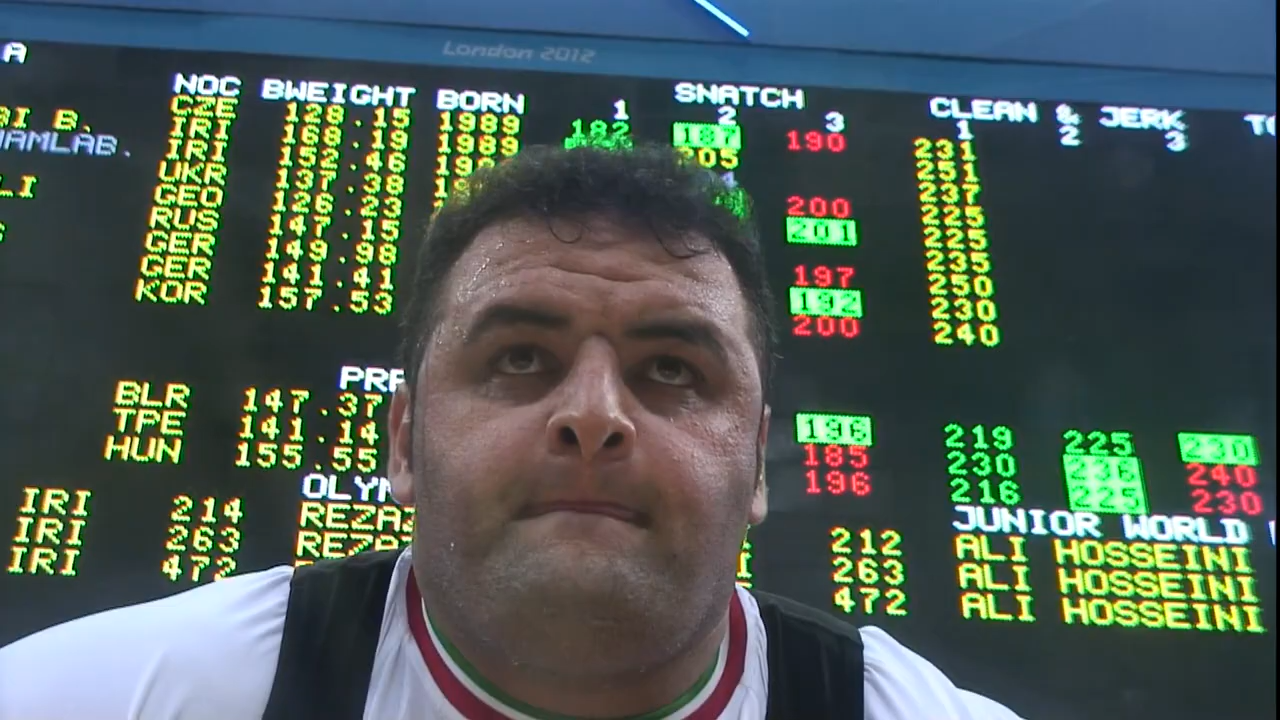 London 2012
A NOC BWEIGHT BORN SNATCH CLEAN & JERK
1 2 3 1 2 3
CZE 128.15 1989 182 187 190 231
BI B. IRI 168.19 1989 205 251
HAMLAB. IRI 152.46 237
UKR 137.38 200 225
LI GEO 126.23 201 225
RUS 147.15 235
GER 149.98 197 250
GER 141.41 192 230
KOR 157.53 200 240
BLR 147.37 219 225 230
TPE 141.14 185 230 236 240
HUN 155.55 196 216 225 230
JUNIOR WORLD
IRI 214 212 ALI HOSSEINI
IRI 263 263 ALI HOSSEINI
IRI 472 472 ALI HOSSEINI